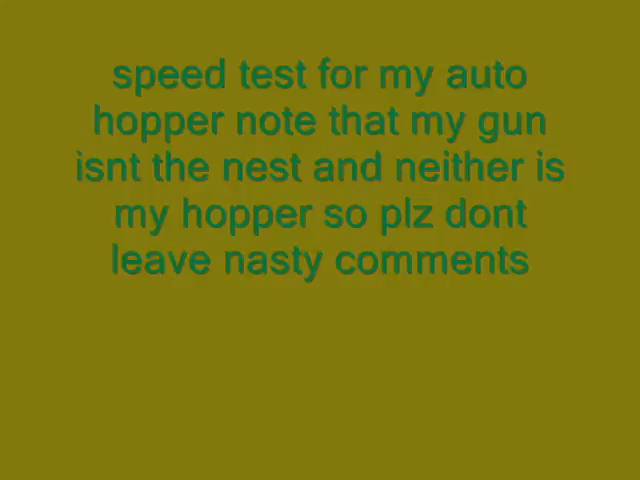 speed test for my auto
hopper note that my gun
isnt the nest and neither is
my hopper so plz dont
leave nasty comments